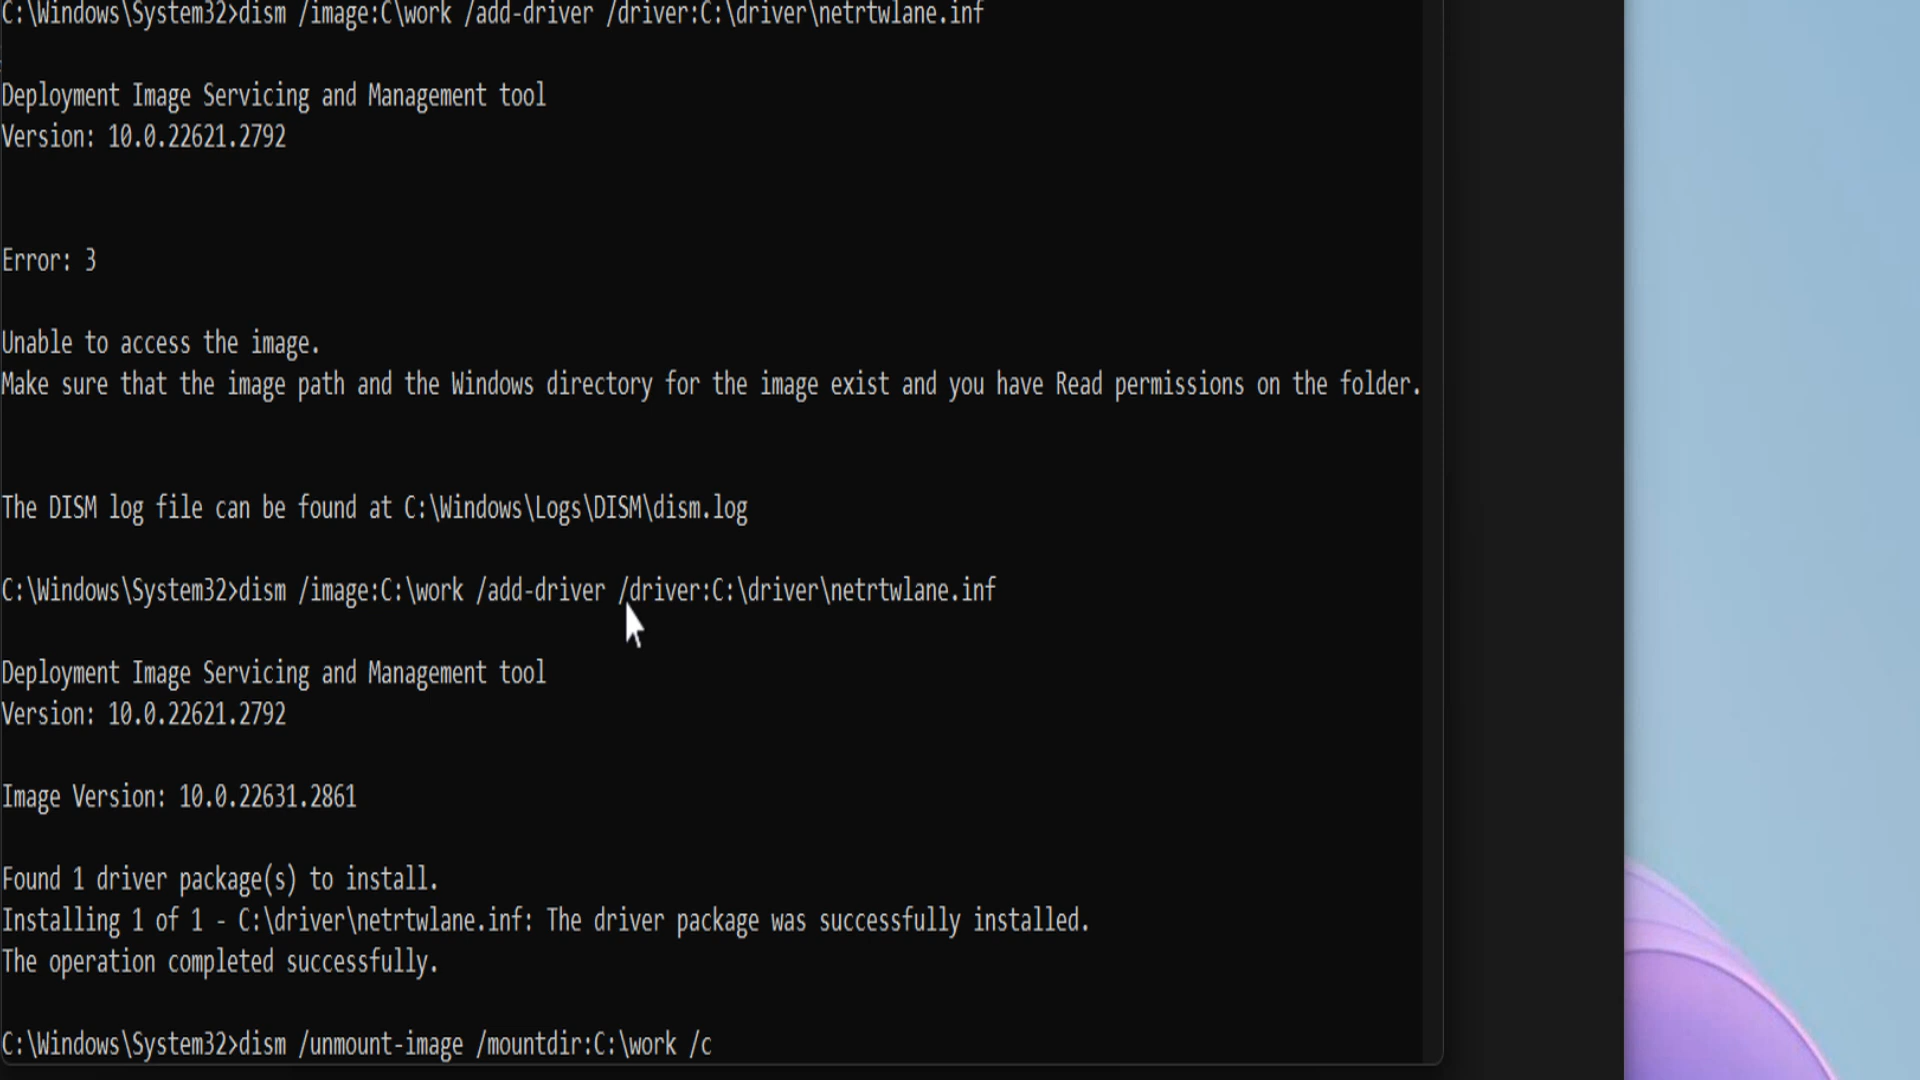 C:\Windows\System32>dism /image:C\work /add-driver /driver:C:\driver\netrtwlane.inf
Deployment Image Servicing and Management tool
Version: 10.0.22621.2792
Error: 3
Unable to access the image.
Make sure that the image path and the Windows directory for the image exist and you have Read permissions on the folder.
The DISM log file can be found at C:\Windows\Logs\DISM\dism.log
C:\Windows\System32>dism /image:C:\work /add-driver /driver:C:\driver\netrtwlane.inf
Deployment Image Servicing and Management tool
Version: 10.0.22621.2792
Image Version: 10.0.22631.2861
Found 1 driver package(s) to install.
Installing 1 of 1 - C:\driver\netrtwlane.inf: The driver package was successfully installed.
The operation completed successfully.
C:\Windows\System32>dism /unmount-image /mountdir:C:\work /c